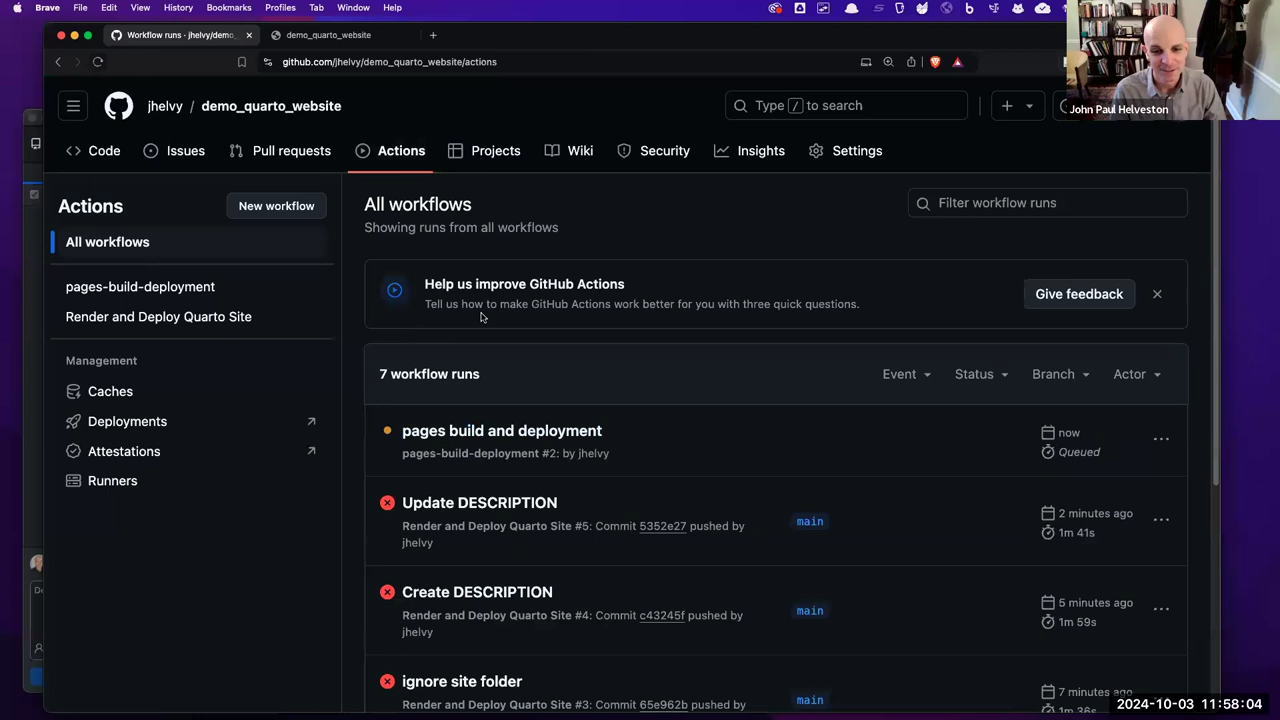 Brave File Edit View History Bookmarks Profiles Tab Window Help
Workflow runs · jhelvy/demo_
demo_quarto_website
github.com/jhelvy/demo_quarto_website/actions
John Paul Helveston
jhelvy / demo_quarto_website
Type / to search
Code Issues Pull requests Actions Projects Wiki Security Insights Settings
Actions
New workflow
All workflows
pages-build-deployment
Render and Deploy Quarto Site
Management
Caches
Deployments
Attestations
Runners
All workflows
Showing runs from all workflows
Filter workflow runs
Help us improve GitHub Actions
Tell us how to make GitHub Actions work better for you with three quick questions.
Give feedback
7 workflow runs
Event Status Branch Actor
pages build and deployment
pages-build-deployment #2: by jhelvy
now
Queued
Update DESCRIPTION
Render and Deploy Quarto Site #5: Commit 5352e27 pushed by
jhelvy
main
2 minutes ago
1m 41s
Create DESCRIPTION
Render and Deploy Quarto Site #4: Commit c43245f pushed by
jhelvy
main
5 minutes ago
1m 59s
ignore site folder
Render and Deploy Quarto Site #3: Commit 65e962b pushed by
main
7 minutes ago
1m 36s
2024-10-03 11:58:04